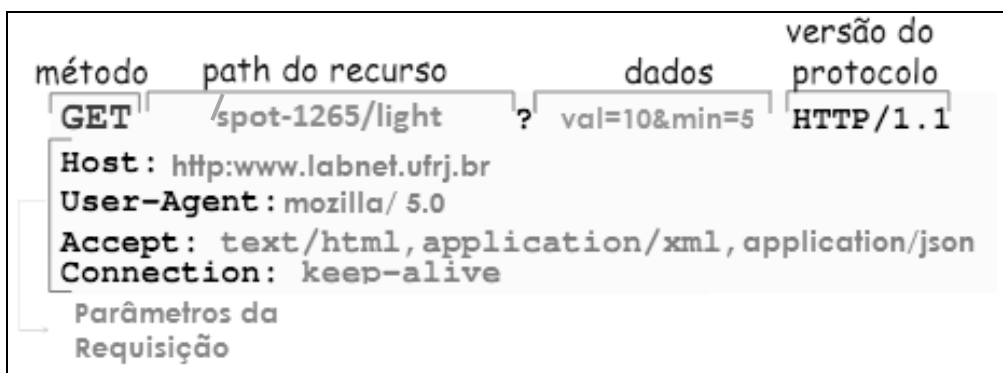 versão do
método path do recurso dados protocolo
GET /spot-1265/light ? val=10&min=5 HTTP/1.1
Host: http:www.labnet.ufrj.br
User-Agent: mozilla/ 5.0
Accept: text/html,application/xml,application/json
Connection: keep-alive
Parâmetros da
Requisição